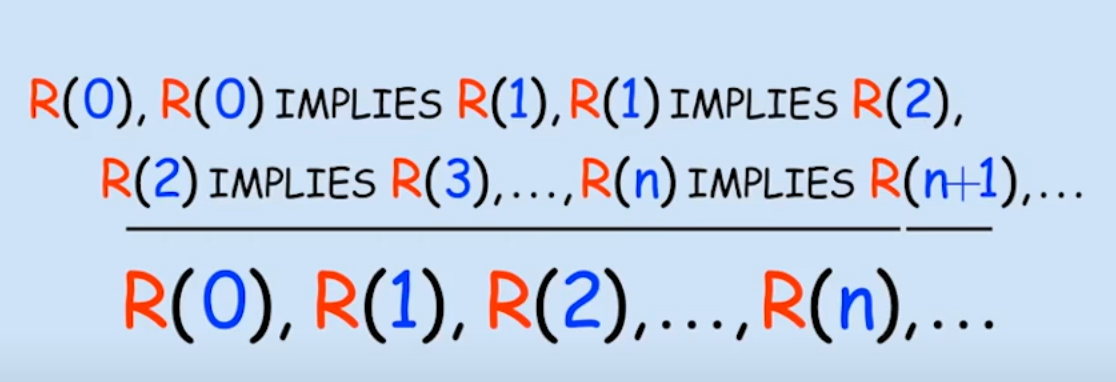 R(0), R(0) IMPLIES R(1), R(1) IMPLIES R(2),
R(2) IMPLIES R(3),...,R(n) IMPLIES R(n+1),...
R(0), R(1), R(2),...,R(n),...